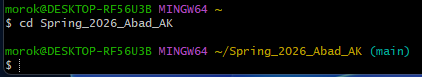 morok@DESKTOP-RF56U3B MINGW64 ~
$ cd Spring_2026_Abad_AK
morok@DESKTOP-RF56U3B MINGW64 ~/Spring_2026_Abad_AK (main)
$